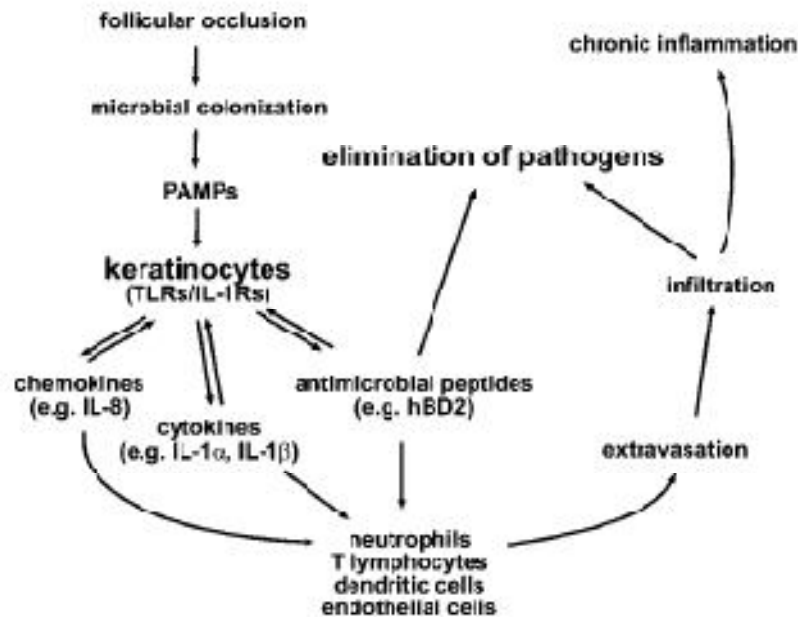 follicular occlusion
chronic inflammation
microbial colonization
elimination of pathogens
PAMPs
keratinocytes
(TLRs/IL-1Rs)
infiltration
chemokines
(e.g. IL-8)
antimicrobial peptides
(e.g. hBD2)
cytokines
(e.g. IL-1α, IL-1β)
extravasation
neutrophils
T lymphocytes
dendritic cells
endothelial cells